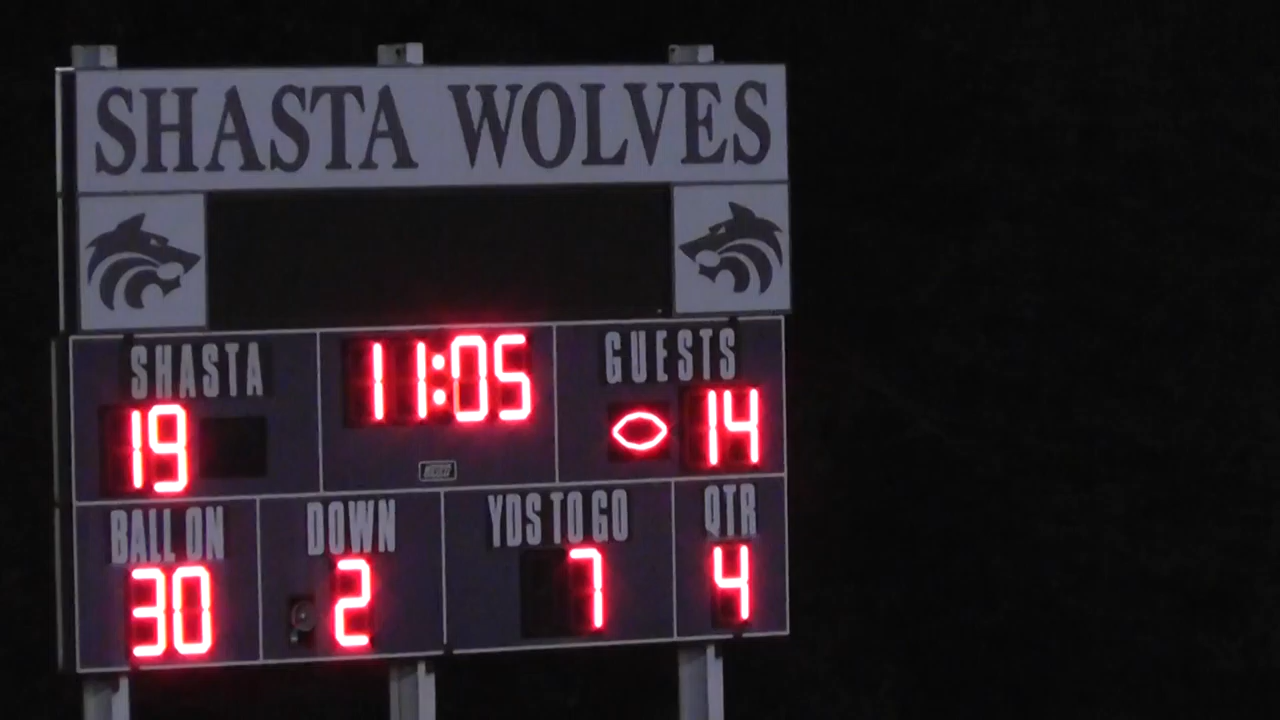 SHASTA WOLVES
SHASTA 11:05 GUESTS
19 14
BALL ON DOWN YDS TO GO QTR
30 2 7 4